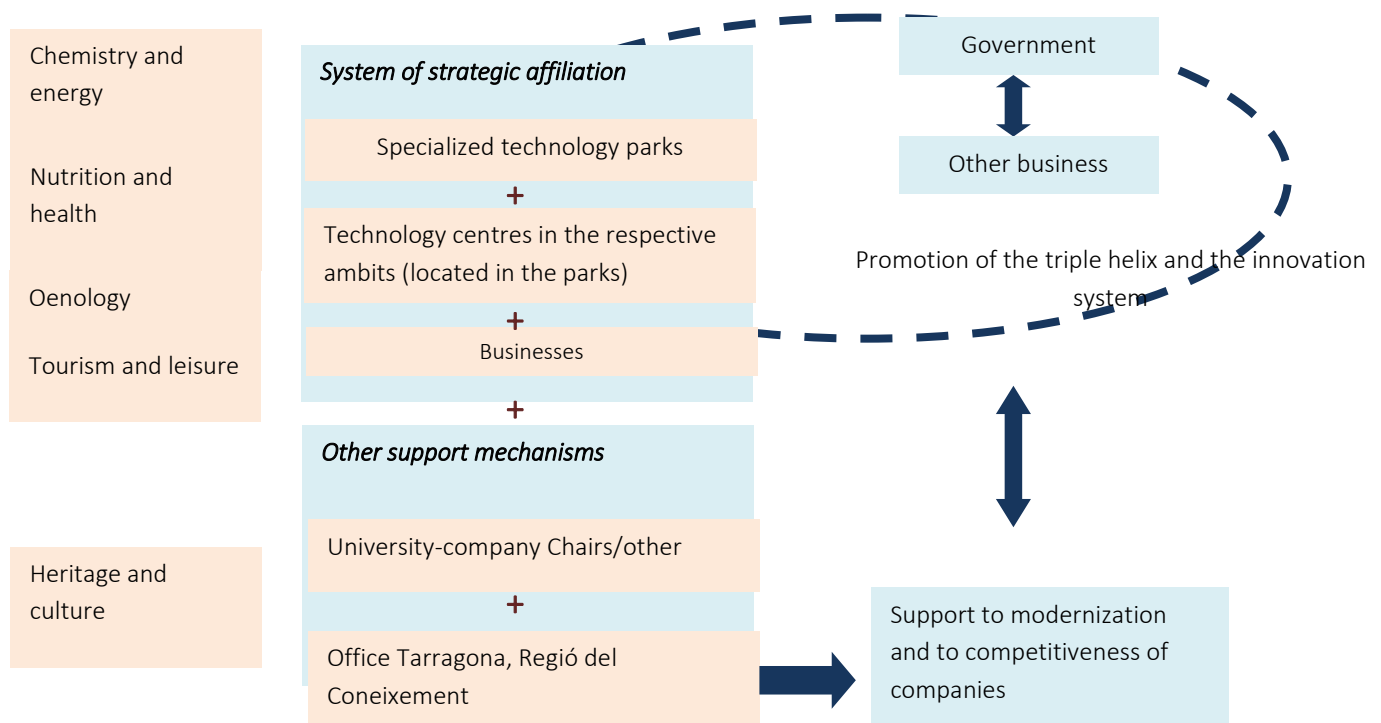 Chemistry and
energy
Nutrition and
health
Oenology
Tourism and leisure
Heritage and
culture
System of strategic affiliation
Specialized technology parks
+
Technology centres in the respective
ambits (located in the parks)
+
Businesses
+
Other support mechanisms
University-company Chairs/other
+
Office Tarragona, Regió del
Coneixement
Government
Other business
Promotion of the triple helix and the innovation
system
Support to modernization
and to competitiveness of
companies